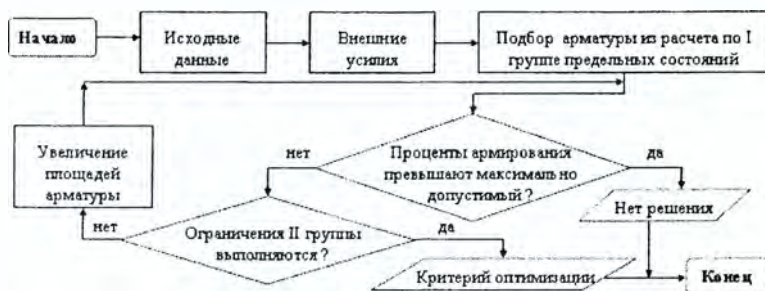 Начало
Исходные
данные
Внешние
усилия
Подбор арматуры из расчета по I
группе предельных состояний
Увеличение
площадей
арматуры
нет
Проценты армирования
превышают максимально
допустимый?
да
Нет решения
нет
Ограничения II группы
выполняются?
да
Критерий оптимизации
Конец